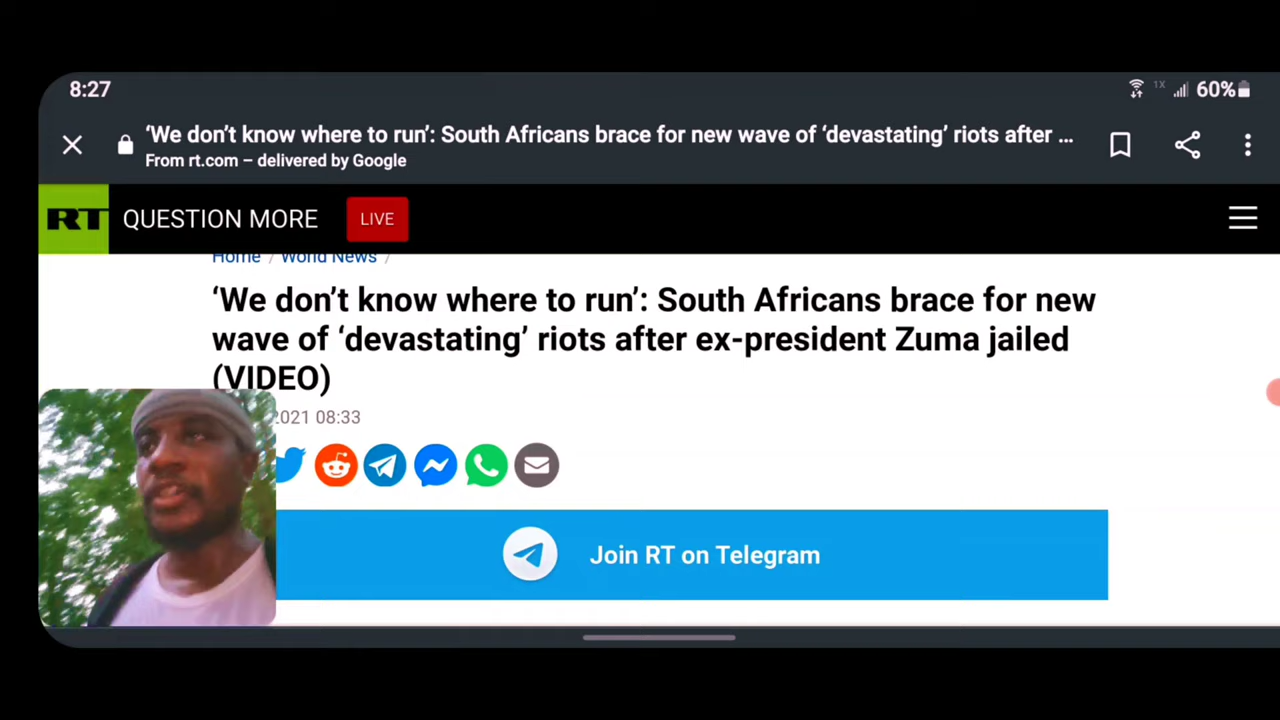 8:27
1X
60%
‘We don’t know where to run’: South Africans brace for new wave of ‘devastating’ riots after ...
From rt.com – delivered by Google
RT
QUESTION MORE
LIVE
Home / World News /
‘We don’t know where to run’: South Africans brace for new
wave of ‘devastating’ riots after ex-president Zuma jailed
(VIDEO)
2021 08:33
Join RT on Telegram